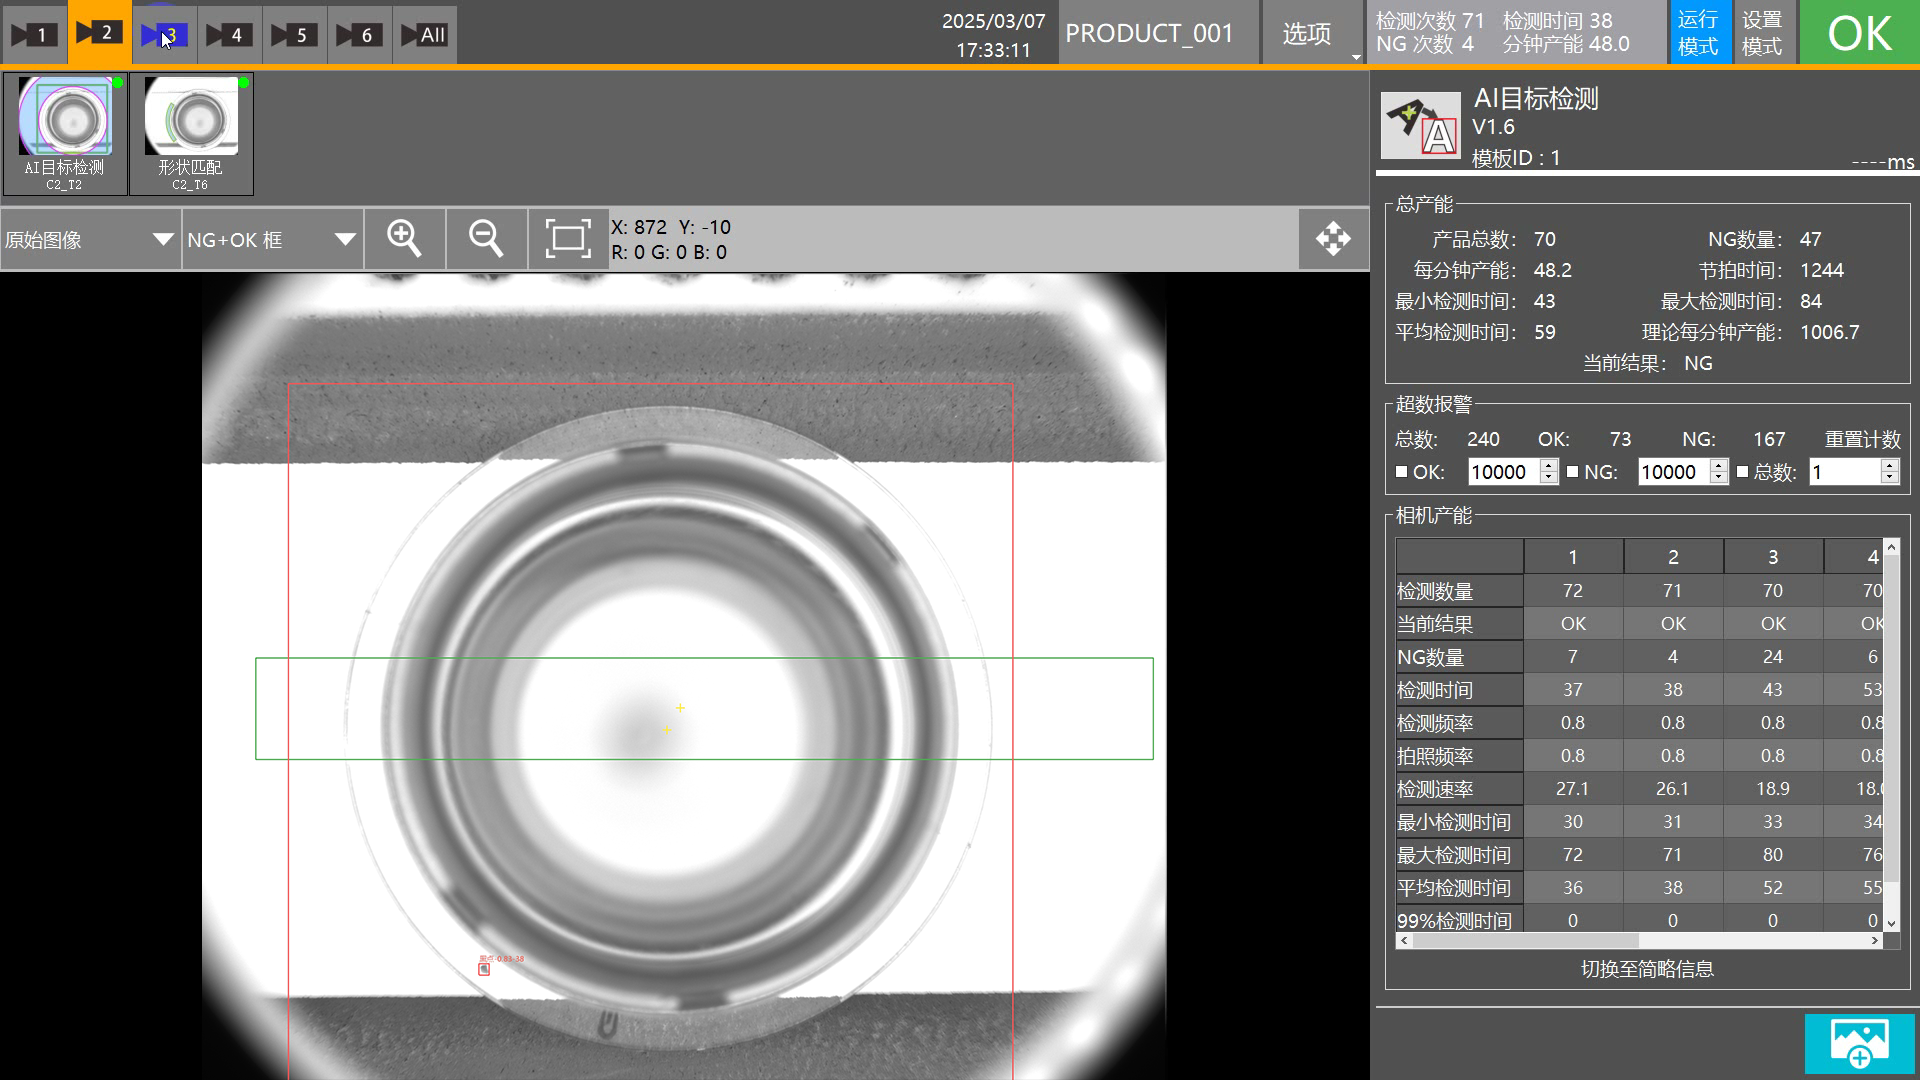 1 2 3 4 5 6 All
2025/03/07
17:33:11
PRODUCT_001
选项
检测次数 71 检测时间 38
NG 次数 4 分钟产能 48.0
运行
模式
设置
模式
OK
AI目标检测
C2_T2
形状匹配
C2_T6
原始图像
NG+OK 框
X: 872 Y: -10
R: 0 G: 0 B: 0
黑点-0.83-38
AI目标检测
V1.6
模板ID : 1
----ms
总产能
产品总数: 70 NG数量: 47
每分钟产能: 48.2 节拍时间: 1244
最小检测时间: 43 最大检测时间: 84
平均检测时间: 59 理论每分钟产能: 1006.7
当前结果: NG
超数报警
总数: 240 OK: 73 NG: 167 重置计数
OK: 10000 NG: 10000 总数: 1
相机产能
1 2 3 4
检测数量 72 71 70 70
当前结果 OK OK OK OK
NG数量 7 4 24 6
检测时间 37 38 43 53
检测频率 0.8 0.8 0.8 0.8
拍照频率 0.8 0.8 0.8 0.8
检测速率 27.1 26.1 18.9 18.
最小检测时间 30 31 33 34
最大检测时间 72 71 80 76
平均检测时间 36 38 52 55
99%检测时间 0 0 0 0
切换至简略信息